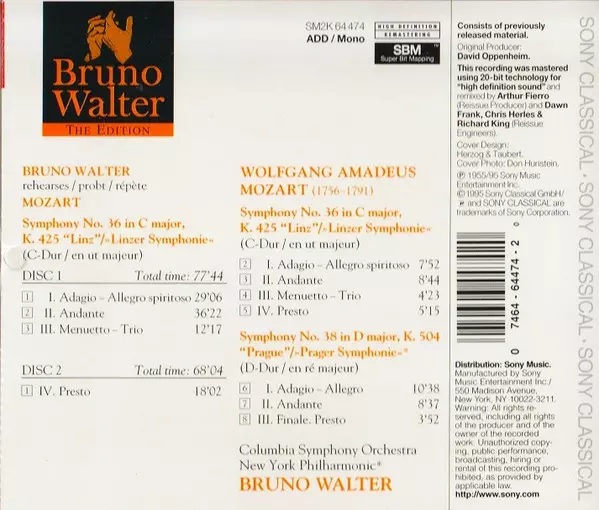 Bruno
Walter
THE EDITION
SM2K 64474
ADD / Mono
HIGH DEFINITION
REMASTERING
SBM™
Super Bit Mapping
BRUNO WALTER
rehearses / probt / répète
MOZART
Symphony No. 36 in C major,
K. 425 “Linz”/»Linzer Symphonie«
(C-Dur / en ut majeur)
DISC 1 Total time: 77’44
1 I. Adagio – Allegro spiritoso 29’06
2 II. Andante 36’22
3 III. Menuetto – Trio 12’17
DISC 2 Total time: 68’04
1 IV. Presto 18’02
WOLFGANG AMADEUS
MOZART (1756-1791)
Symphony No. 36 in C major,
K. 425 “Linz”/»Linzer Symphonie«
(C-Dur / en ut majeur)
2 I. Adagio – Allegro spiritoso 7’52
3 II. Andante 8’44
4 III. Menuetto – Trio 4’23
5 IV. Presto 5’15
Symphony No. 38 in D major, K. 504
“Prague”/»Prager Symphonie«*
(D-Dur / en ré majeur)
6 I. Adagio – Allegro 10’38
7 II. Andante 8’37
8 III. Finale. Presto 3’52
Columbia Symphony Orchestra
New York Philharmonic*
BRUNO WALTER
Consists of previously
released material.
Original Producer:
David Oppenheim.
This recording was mastered
using 20-bit technology for
“high definition sound” and
remixed by Arthur Fierro
(Reissue Producer) and Dawn
Frank, Chris Herles &
Richard King (Reissue
Engineers).
Cover Design:
Herzog & Taubert.
Cover Photo: Don Hunstein.
℗ 1955/95 Sony Music
Entertainment Inc.
© 1995 Sony Classical GmbH/
and SONY CLASSICAL are
trademarks of Sony Corporation.
0 7464-64474-2 0
Distribution: Sony Music.
Manufactured by Sony
Music Entertainment Inc./
550 Madison Avenue,
New York, NY 10022-3211.
Warning: All rights re-
served, including all rights
of the producer and of the
owner of the recorded
work. Unauthorized copy-
ing, public performance,
broadcasting, hiring or
rental of this recording pro-
hibited, as provided by
applicable law.
http://www.sony.com
SONY CLASSICAL · SONY CLASSICAL · SONY CLASSICAL